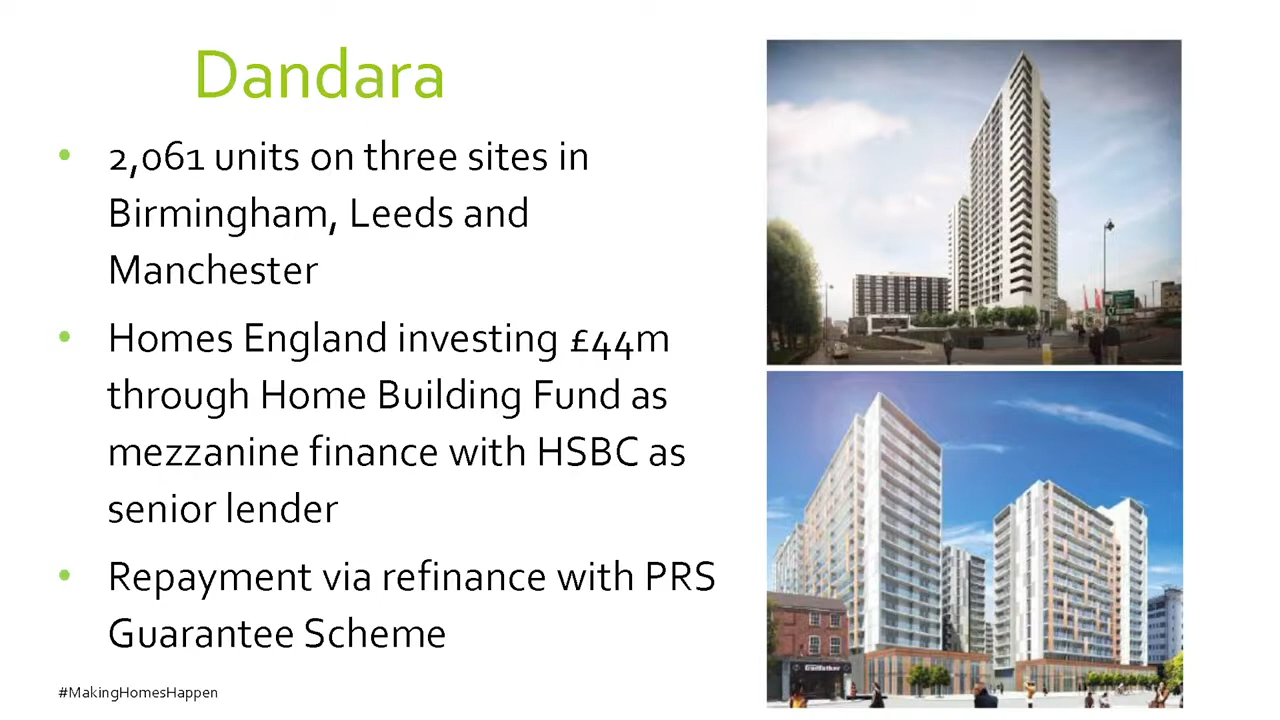 Dandara
• 2,061 units on three sites in
Birmingham, Leeds and
Manchester
• Homes England investing £44m
through Home Building Fund as
mezzanine finance with HSBC as
senior lender
• Repayment via refinance with PRS
Guarantee Scheme
#MakingHomesHappen